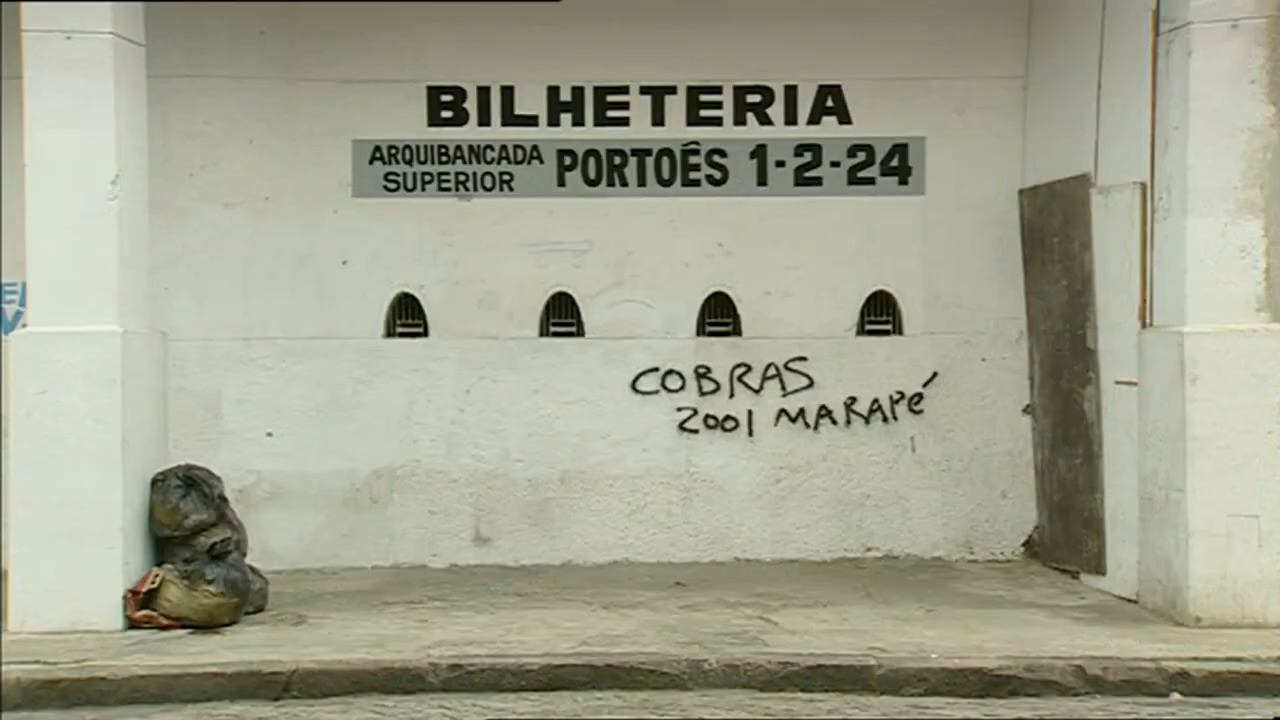 BILHETERIA
ARQUIBANCADA
SUPERIOR
PORTOÊS 1-2-24
COBRAS
2001 MARAPé